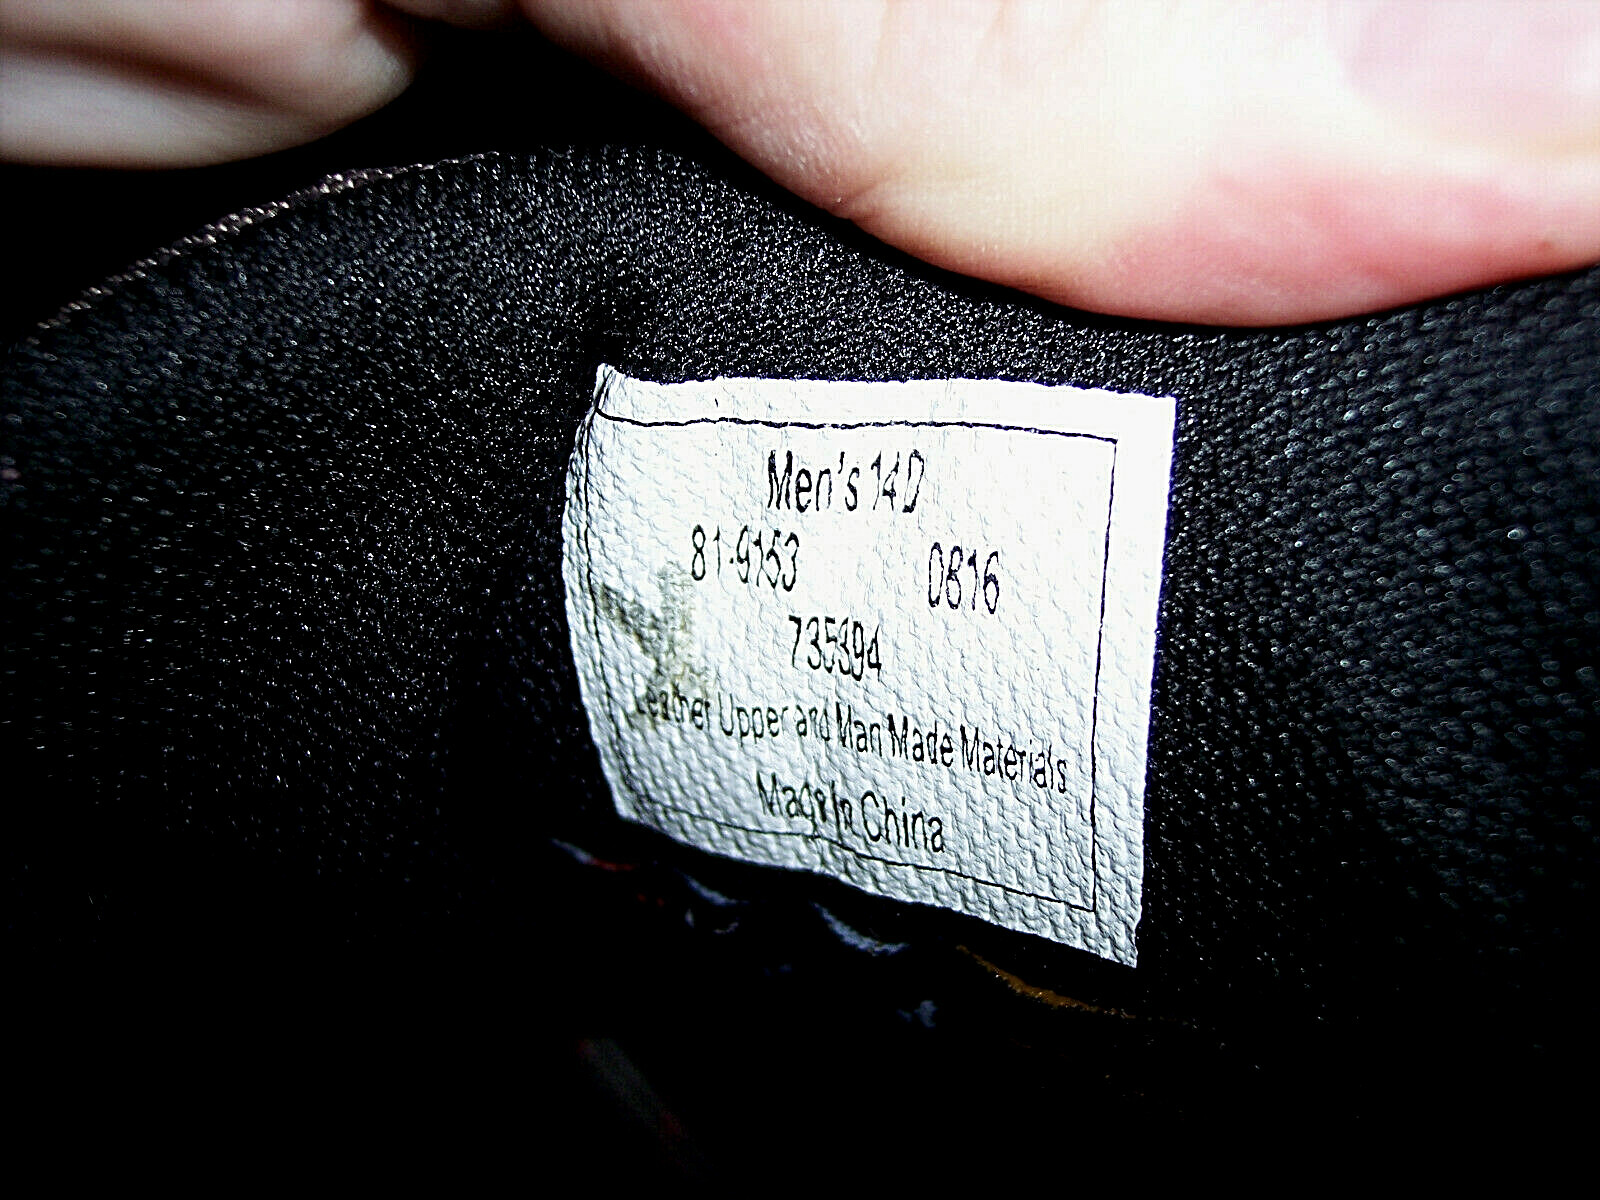 Men's 14D
81-9153 0816
735394
Leather Upper and Man Made Materials
Made In China